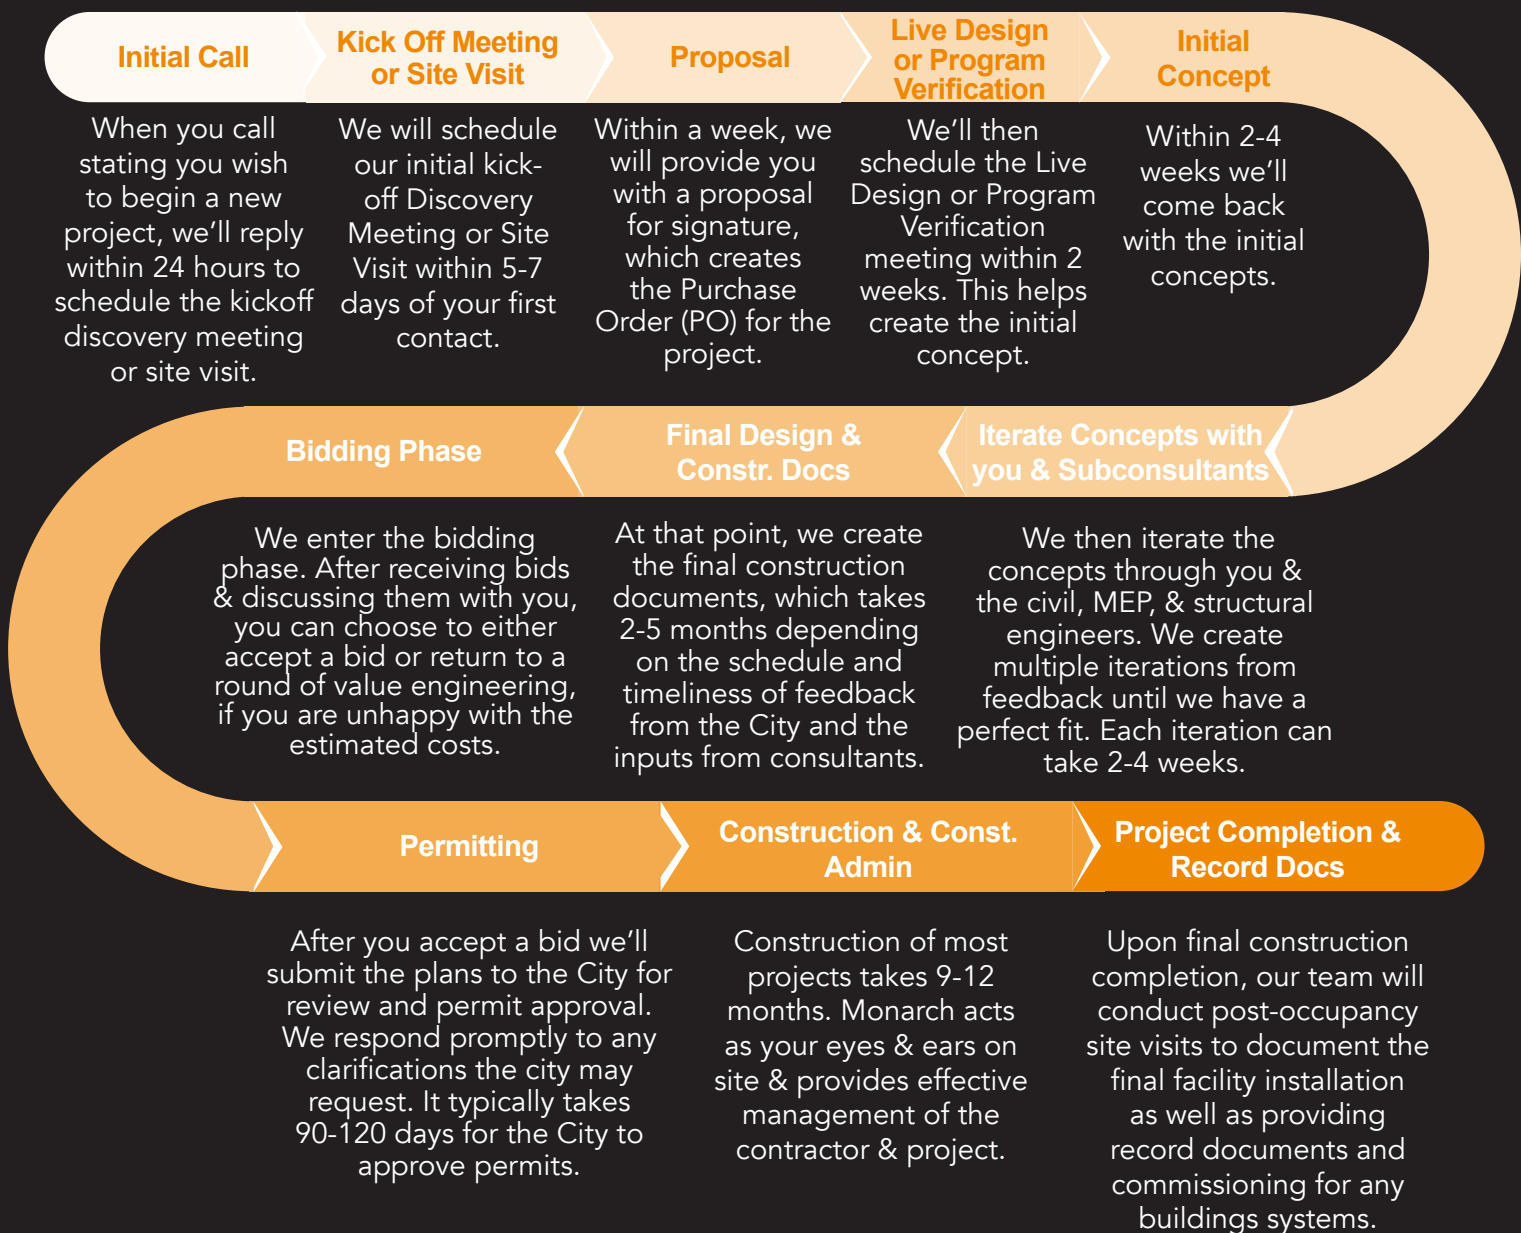 Initial Call
When you call
stating you wish
to begin a new
project, we’ll reply
within 24 hours to
schedule the kickoff
discovery meeting
or site visit.
Kick Off Meeting
or Site Visit
We will schedule
our initial kick-
off Discovery
Meeting or Site
Visit within 5-7
days of your first
contact.
Proposal
Within a week, we
will provide you
with a proposal
for signature,
which creates
the Purchase
Order (PO) for the
project.
Live Design
or Program
Verification
We’ll then
schedule the Live
Design or Program
Verification
meeting within 2
weeks. This helps
create the initial
concept.
Initial
Concept
Within 2-4
weeks we’ll
come back
with the initial
concepts.
Iterate Concepts with
you & Subconsultants
We then iterate the
concepts through you &
the civil, MEP, & structural
engineers. We create
multiple iterations from
feedback until we have a
perfect fit. Each iteration can
take 2-4 weeks.
Final Design &
Constr. Docs
At that point, we create
the final construction
documents, which takes
2-5 months depending
on the schedule and
timeliness of feedback
from the City and the
inputs from consultants.
Bidding Phase
We enter the bidding
phase. After receiving bids
& discussing them with you,
you can choose to either
accept a bid or return to a
round of value engineering,
if you are unhappy with the
estimated costs.
Permitting
After you accept a bid we’ll
submit the plans to the City for
review and permit approval.
We respond promptly to any
clarifications the city may
request. It typically takes
90-120 days for the City to
approve permits.
Construction & Const.
Admin
Construction of most
projects takes 9-12
months. Monarch acts
as your eyes & ears on
site & provides effective
management of the
contractor & project.
Project Completion &
Record Docs
Upon final construction
completion, our team will
conduct post-occupancy
site visits to document the
final facility installation
as well as providing
record documents and
commissioning for any
buildings systems.